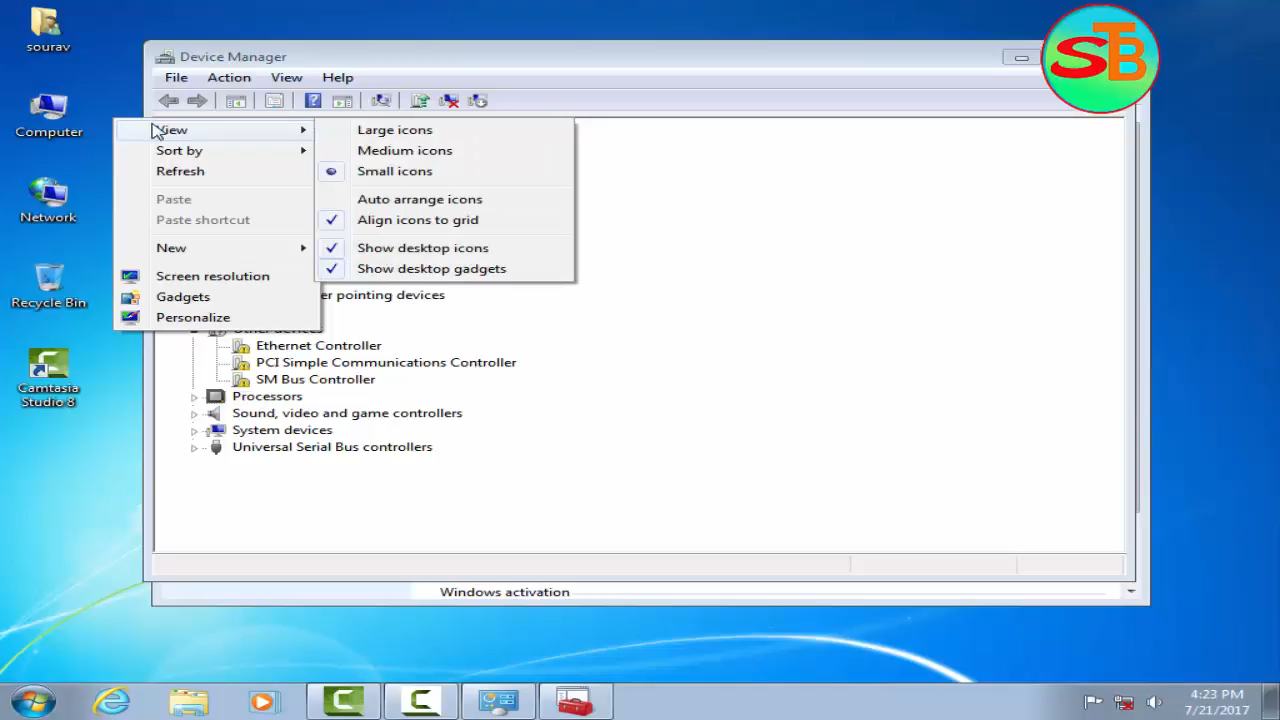 sourav
Computer
Network
Recycle Bin
Camtasia
Studio 8
Device Manager
File Action View Help
STB
View
Sort by
Refresh
Paste
Paste shortcut
New
Screen resolution
Gadgets
Personalize
Large icons
Medium icons
Small icons
Auto arrange icons
Align icons to grid
Show desktop icons
Show desktop gadgets
pointing devices
Other devices
Ethernet Controller
PCI Simple Communications Controller
SM Bus Controller
Processors
Sound, video and game controllers
System devices
Universal Serial Bus controllers
Windows activation
4:23 PM
7/21/2017